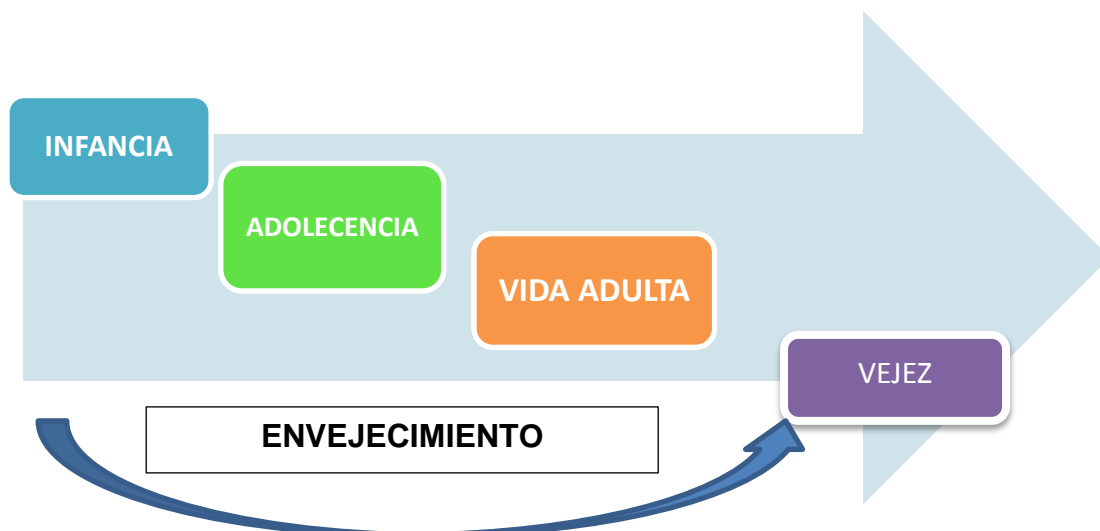 INFANCIA
ADOLECENCIA
VIDA ADULTA
VEJEZ
ENVEJECIMIENTO